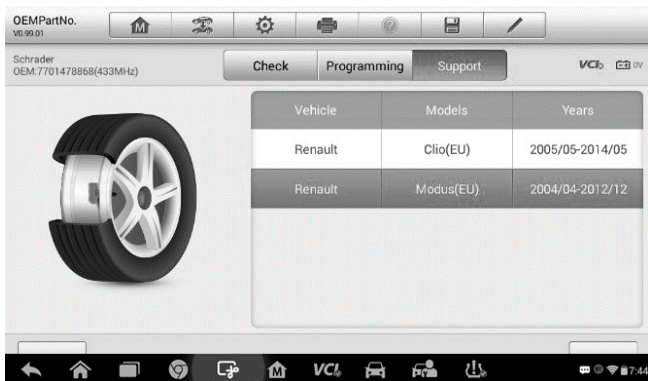 OEMPartNo.
V0.99.01
M
?
Schrader
OEM:7701478868(433MHz)
Check Programming Support
VCI 0V
Vehicle Models Years
Renault Clio(EU) 2005/05-2014/05
Renault Modus(EU) 2004/04-2012/12
M VCI 7:44